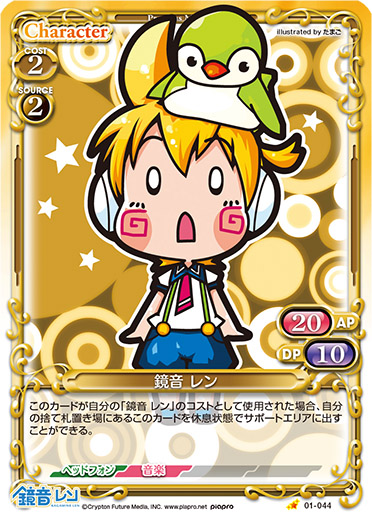 Character
illustrated by たまご
COST
2
SOURCE
2
20 AP
DP 10
鏡音 レン
このカードが自分の「鏡音 レン」のコストとして使用された場合、自分
の捨て札置き場にあるこのカードを休息状態でサポートエリアに出す
ことができる。
ヘッドフォン
音楽
鏡音レン
01-044
©Crypton Future Media, INC. www.piapro.net piapro